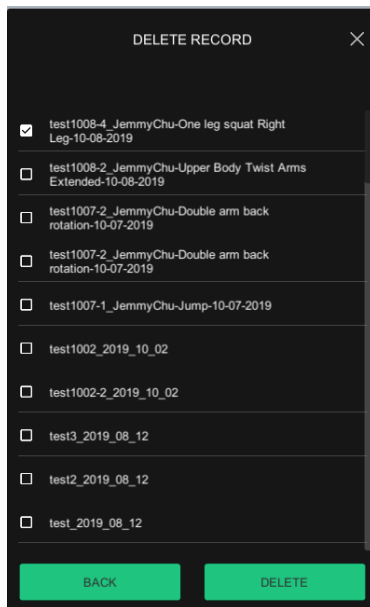 DELETE RECORD
test1008-4_JemmyChu-One leg squat Right
Leg-10-08-2019
test1008-2_JemmyChu-Upper Body Twist Arms
Extended-10-08-2019
test1007-2_JemmyChu-Double arm back
rotation-10-07-2019
test1007-2_JemmyChu-Double arm back
rotation-10-07-2019
test1007-1_JemmyChu-Jump-10-07-2019
test1002_2019_10_02
test1002-2_2019_10_02
test3_2019_08_12
test2_2019_08_12
test_2019_08_12
BACK
DELETE